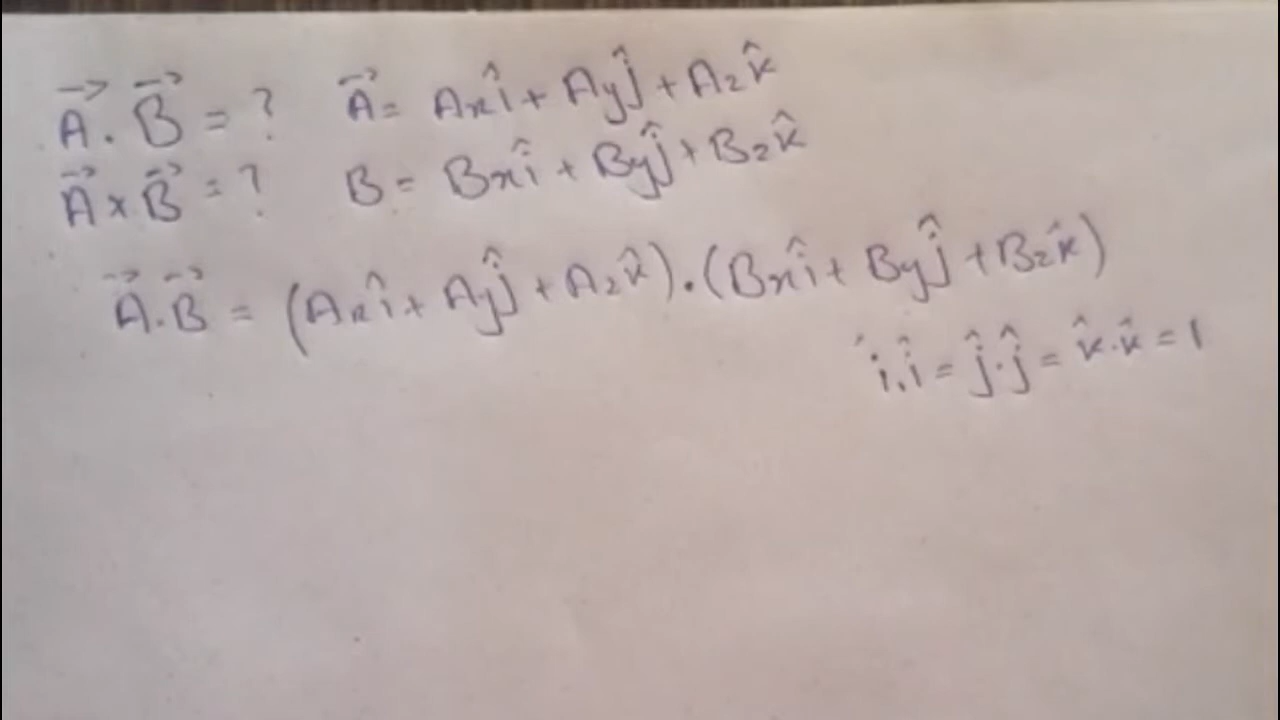 A⃗ . B⃗ = ? A⃗ = Axî + Ayĵ + Azk̂
A⃗ × B⃗ = ? B = Bxî + Byĵ + Bzk̂
A⃗ . B⃗ = (Axî + Ayĵ + Azk̂) . (Bxî + Byĵ + Bzk̂)
î . î = ĵ . ĵ = k̂ . k̂ = 1